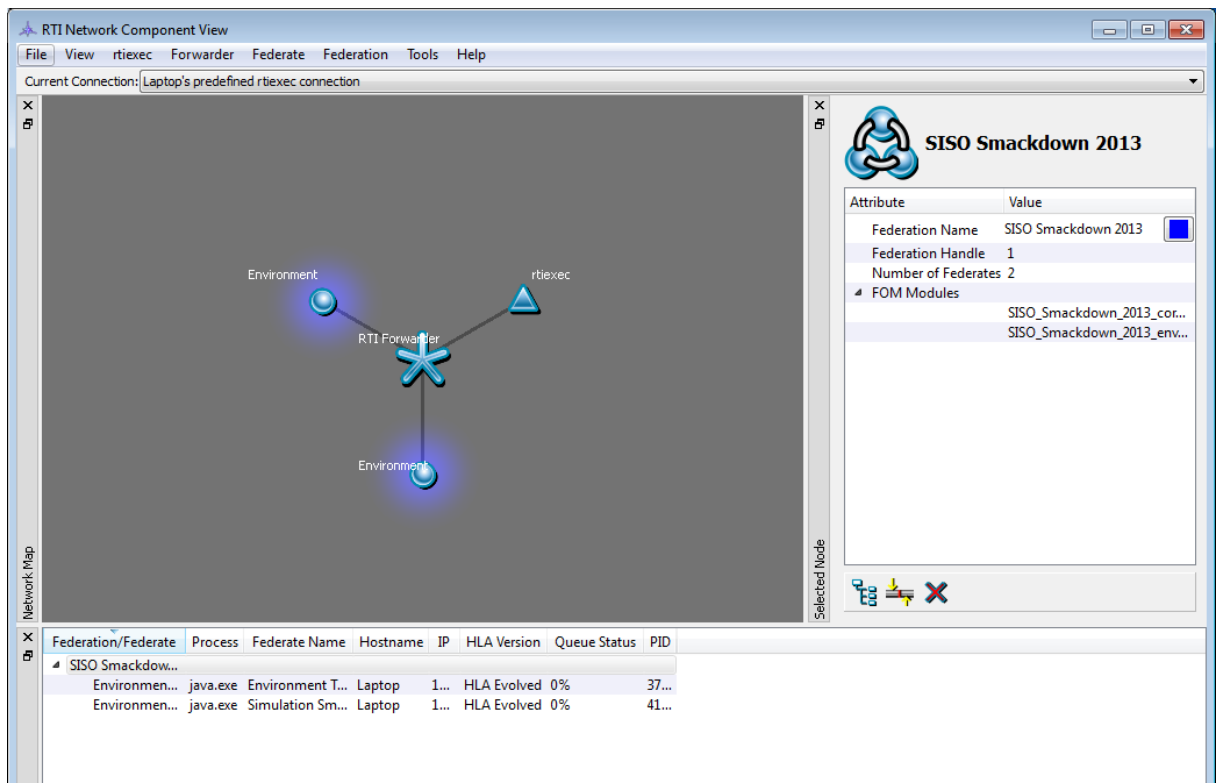 RTI Network Component View
File View rtiexec Forwarder Federate Federation Tools Help
Current Connection: Laptop's predefined rtiexec connection
Environment
rtiexec
RTI Forwarder
Environment
Network Map
Selected Node
SISO Smackdown 2013
Attribute Value
Federation Name SISO Smackdown 2013
Federation Handle 1
Number of Federates 2
FOM Modules
SISO_Smackdown_2013_cor...
SISO_Smackdown_2013_env...
Federation/Federate Process Federate Name Hostname IP HLA Version Queue Status PID
SISO Smackdow...
Environmen... java.exe Environment T... Laptop 1... HLA Evolved 0% 37...
Environmen... java.exe Simulation Sm... Laptop 1... HLA Evolved 0% 41...